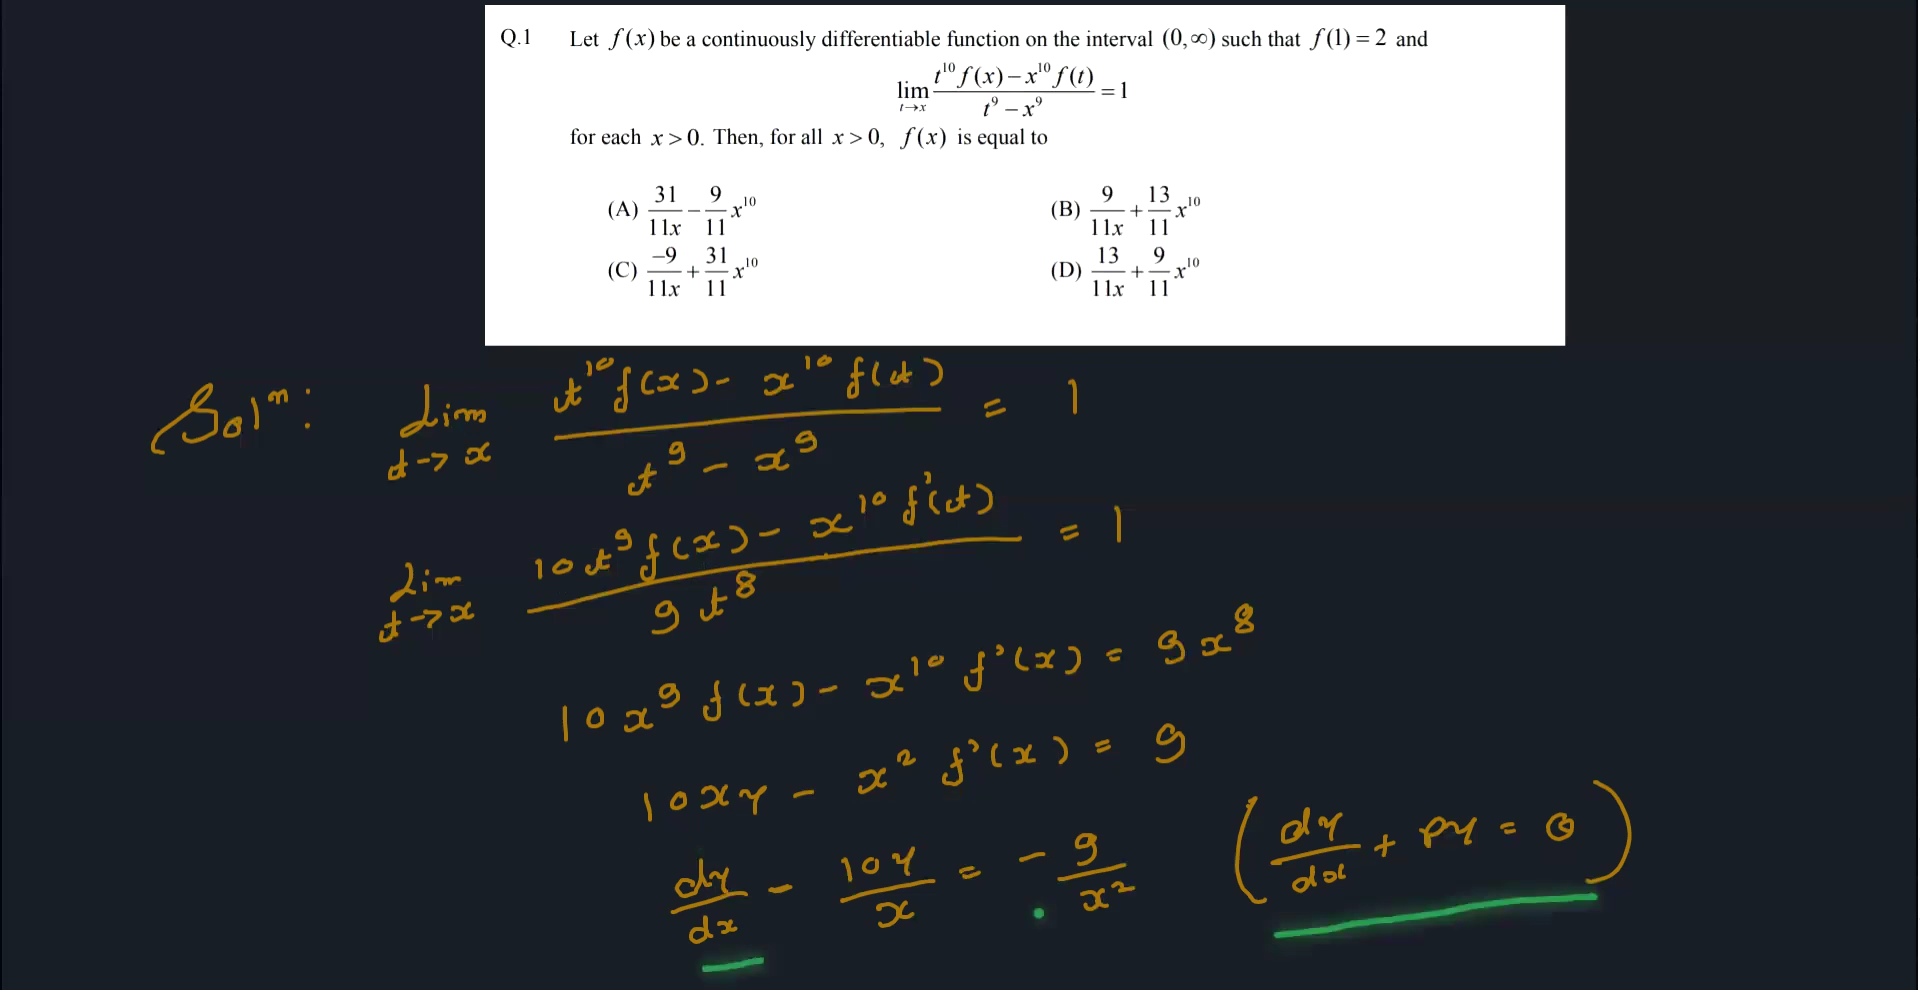 Q.1 Let f(x) be a continuously differentiable function on the interval (0,∞) such that f(1) = 2 and
lim_{t→x} (t^10 f(x) − x^10 f(t)) / (t^9 − x^9) = 1
for each x > 0. Then, for all x > 0, f(x) is equal to
(A) 31/(11x) − (9/11) x^10 (B) 9/(11x) + (13/11) x^10
(C) −9/(11x) + (31/11) x^10 (D) 13/(11x) + (9/11) x^10
Solⁿ: Lim_{t→x} (t^10 f(x) − x^10 f(t)) / (t^9 − x^9) = 1
Lim_{t→x} (10t^9 f(x) − x^10 f'(t)) / (9t^8) = 1
10x^9 f(x) − x^10 f'(x) = 9x^8
10xy − x^2 f'(x) = 9
dy/dx − 10y/x = − 9/x^2 (dy/dx + Py = Q)